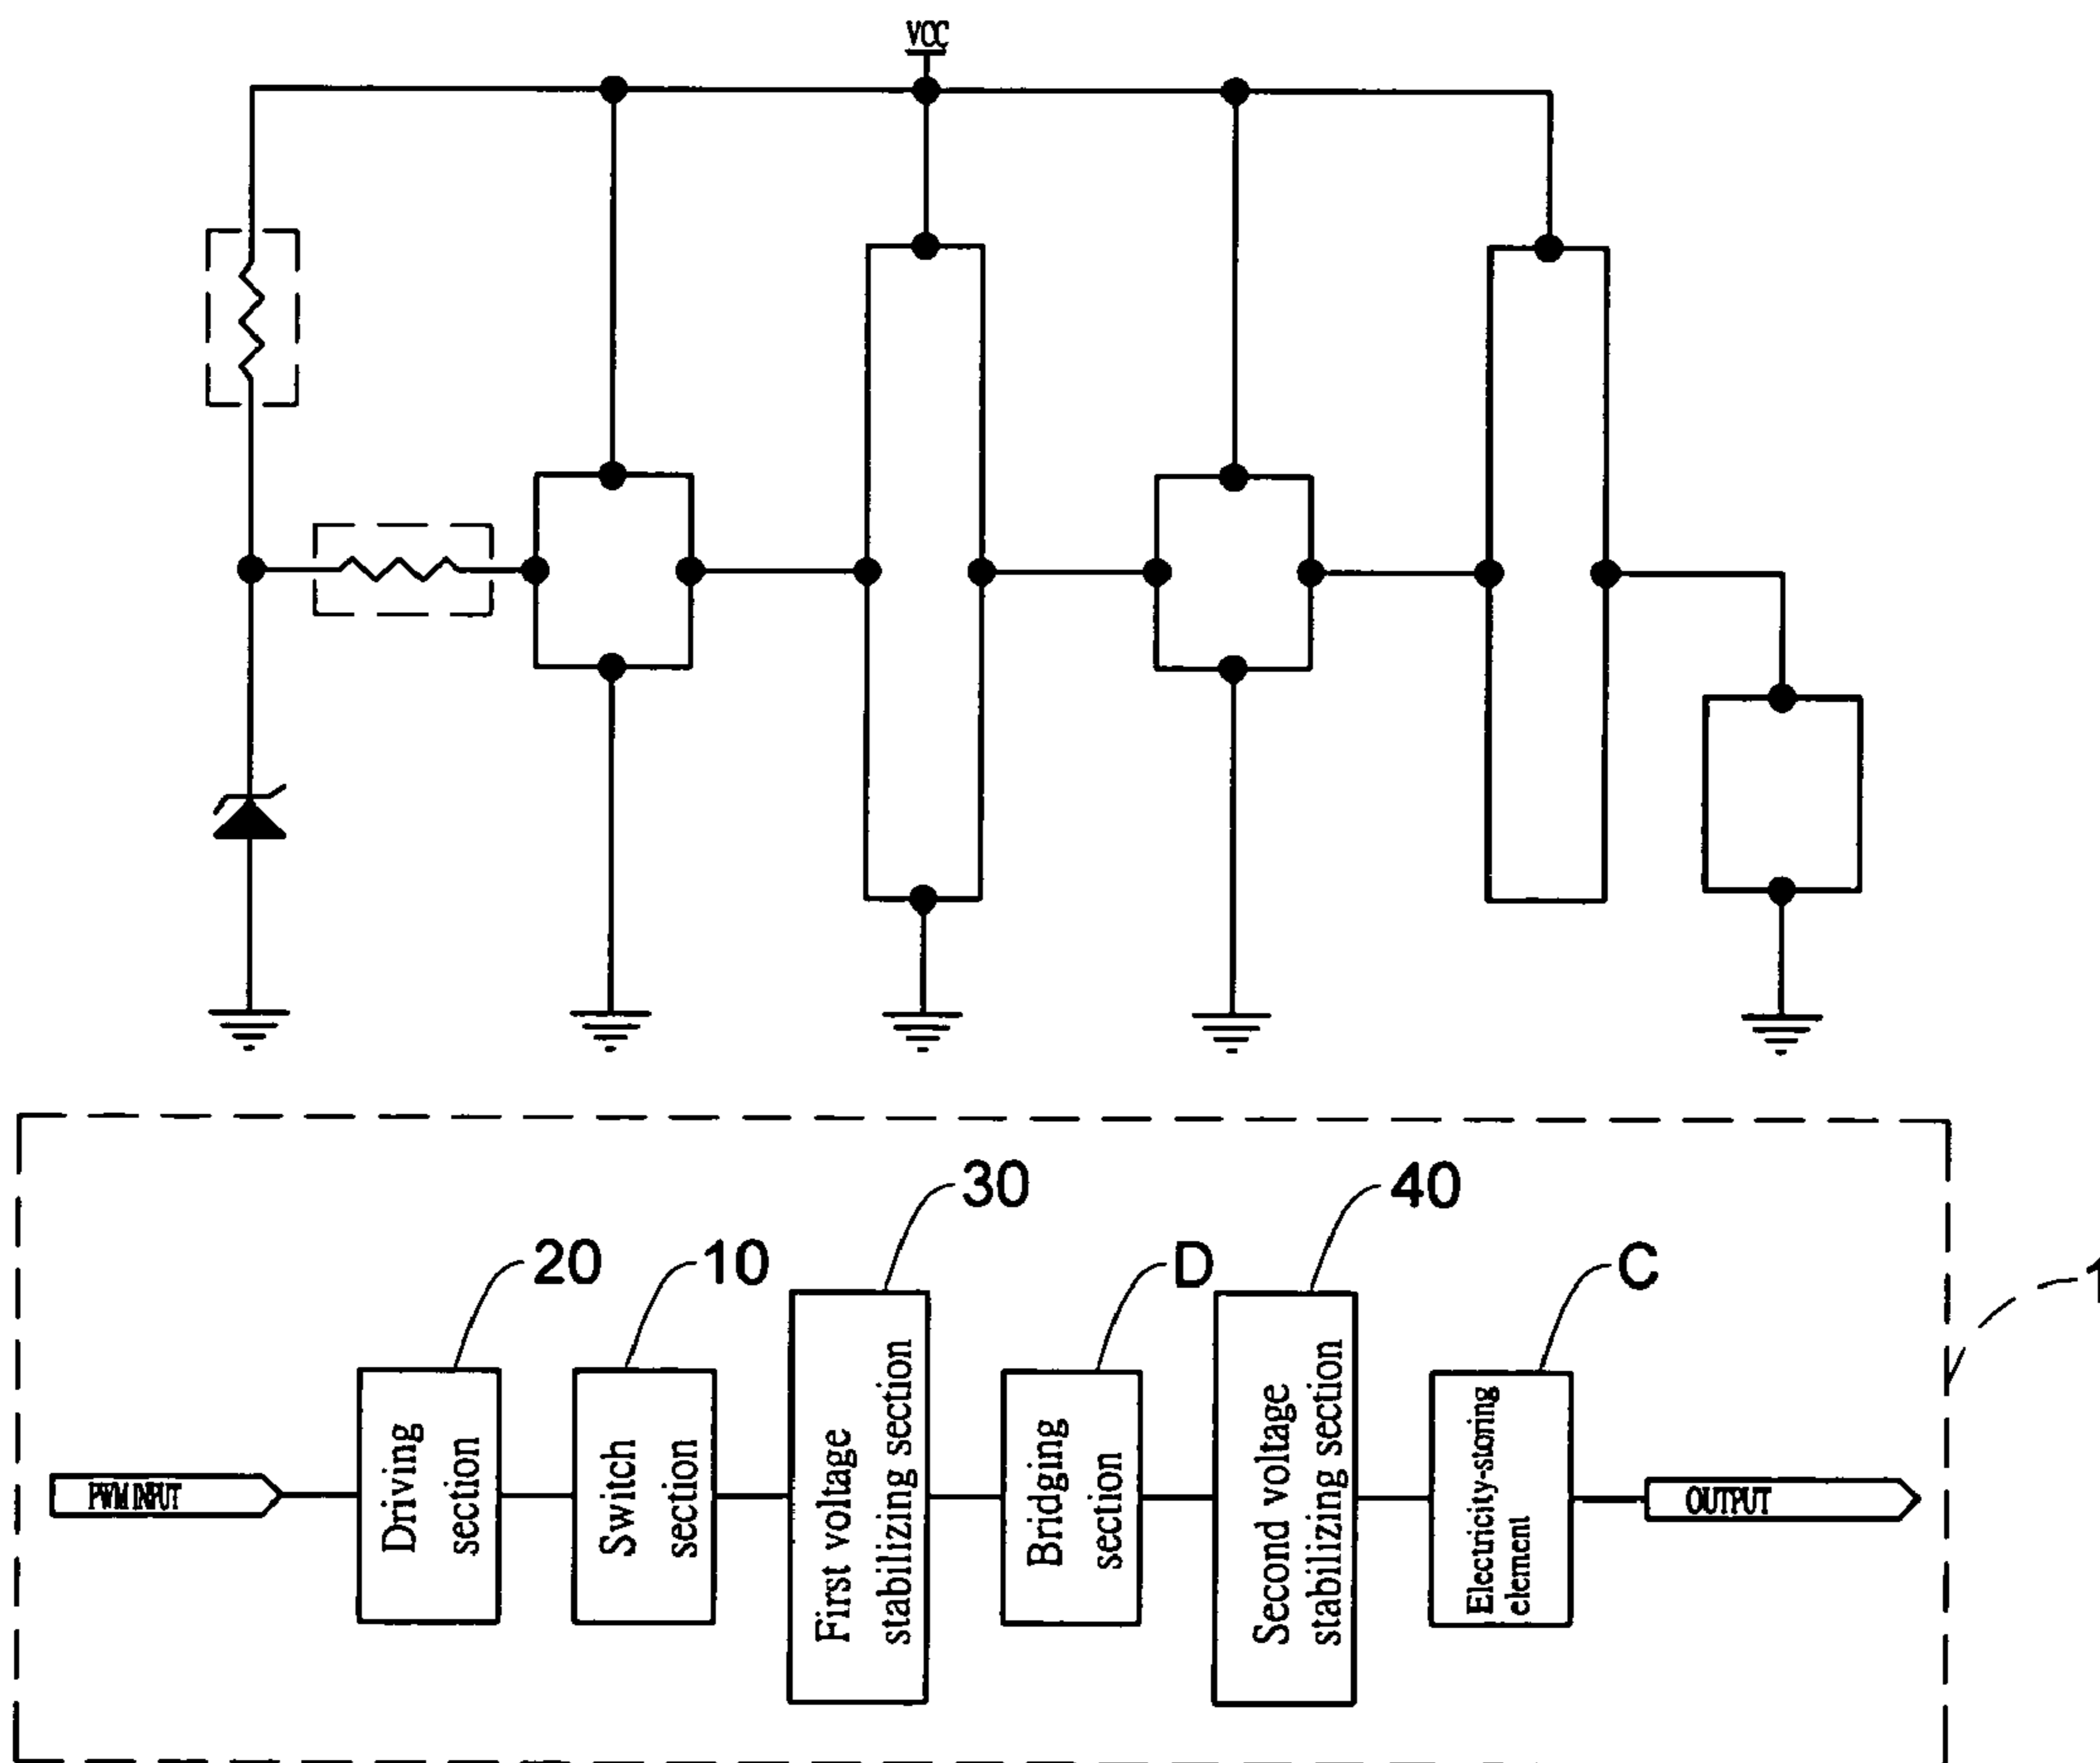 VCC
30
40
20
10
D
C
1
PWM INPUT
Driving
section
Switch
section
First voltage
stabilizing section
Bridging
section
Second voltage
stabilizing section
Electricity-storing
element
OUTPUT